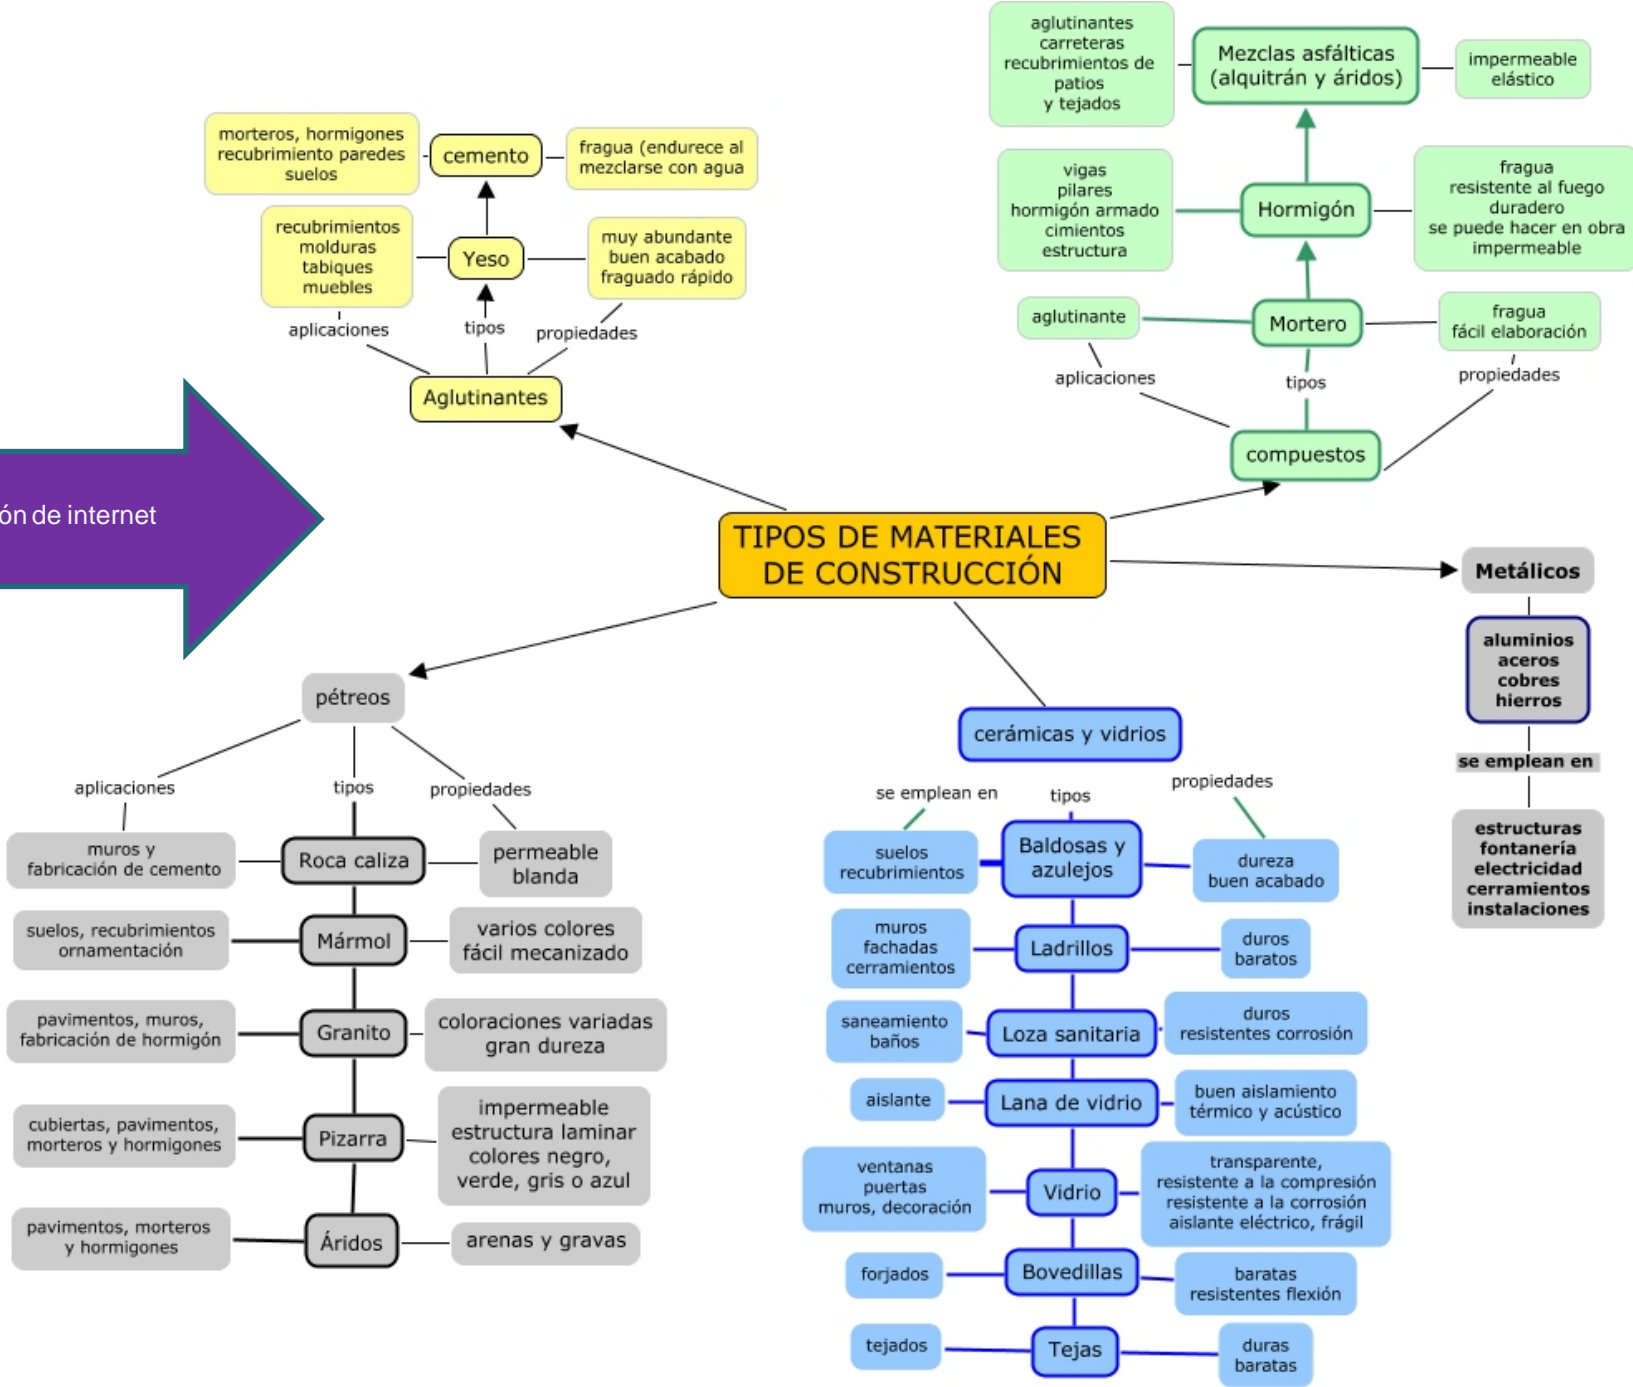 aglutinantes
carreteras
recubrimientos de
patios
y tejados
Mezclas asfálticas
(alquitrán y áridos)
impermeable
elástico
vigas
pilares
hormigón armado
cimientos
estructura
Hormigón
fragua
resistente al fuego
duradero
se puede hacer en obra
impermeable
aglutinante
Mortero
fragua
fácil elaboración
aplicaciones
tipos
propiedades
compuestos
morteros, hormigones
recubrimiento paredes
suelos
cemento
fragua (endurece al
mezclarse con agua
recubrimientos
molduras
tabiques
muebles
Yeso
muy abundante
buen acabado
fraguado rápido
aplicaciones
tipos
propiedades
Aglutinantes
ón de internet
TIPOS DE MATERIALES
DE CONSTRUCCIÓN
Metálicos
aluminios
aceros
cobres
hierros
se emplean en
estructuras
fontanería
electricidad
cerramientos
instalaciones
pétreos
aplicaciones
tipos
propiedades
muros y
fabricación de cemento
Roca caliza
permeable
blanda
suelos, recubrimientos
ornamentación
Mármol
varios colores
fácil mecanizado
pavimentos, muros,
fabricación de hormigón
Granito
coloraciones variadas
gran dureza
cubiertas, pavimentos,
morteros y hormigones
Pizarra
impermeable
estructura laminar
colores negro,
verde, gris o azul
pavimentos, morteros
y hormigones
Áridos
arenas y gravas
cerámicas y vidrios
se emplean en
tipos
propiedades
suelos
recubrimientos
Baldosas y
azulejos
dureza
buen acabado
muros
fachadas
cerramientos
Ladrillos
duros
baratos
saneamiento
baños
Loza sanitaria
duros
resistentes corrosión
aislante
Lana de vidrio
buen aislamiento
térmico y acústico
ventanas
puertas
muros, decoración
Vidrio
transparente,
resistente a la compresión
resistente a la corrosión
aislante eléctrico, frágil
forjados
Bovedillas
baratas
resistentes flexión
tejados
Tejas
duras
baratas